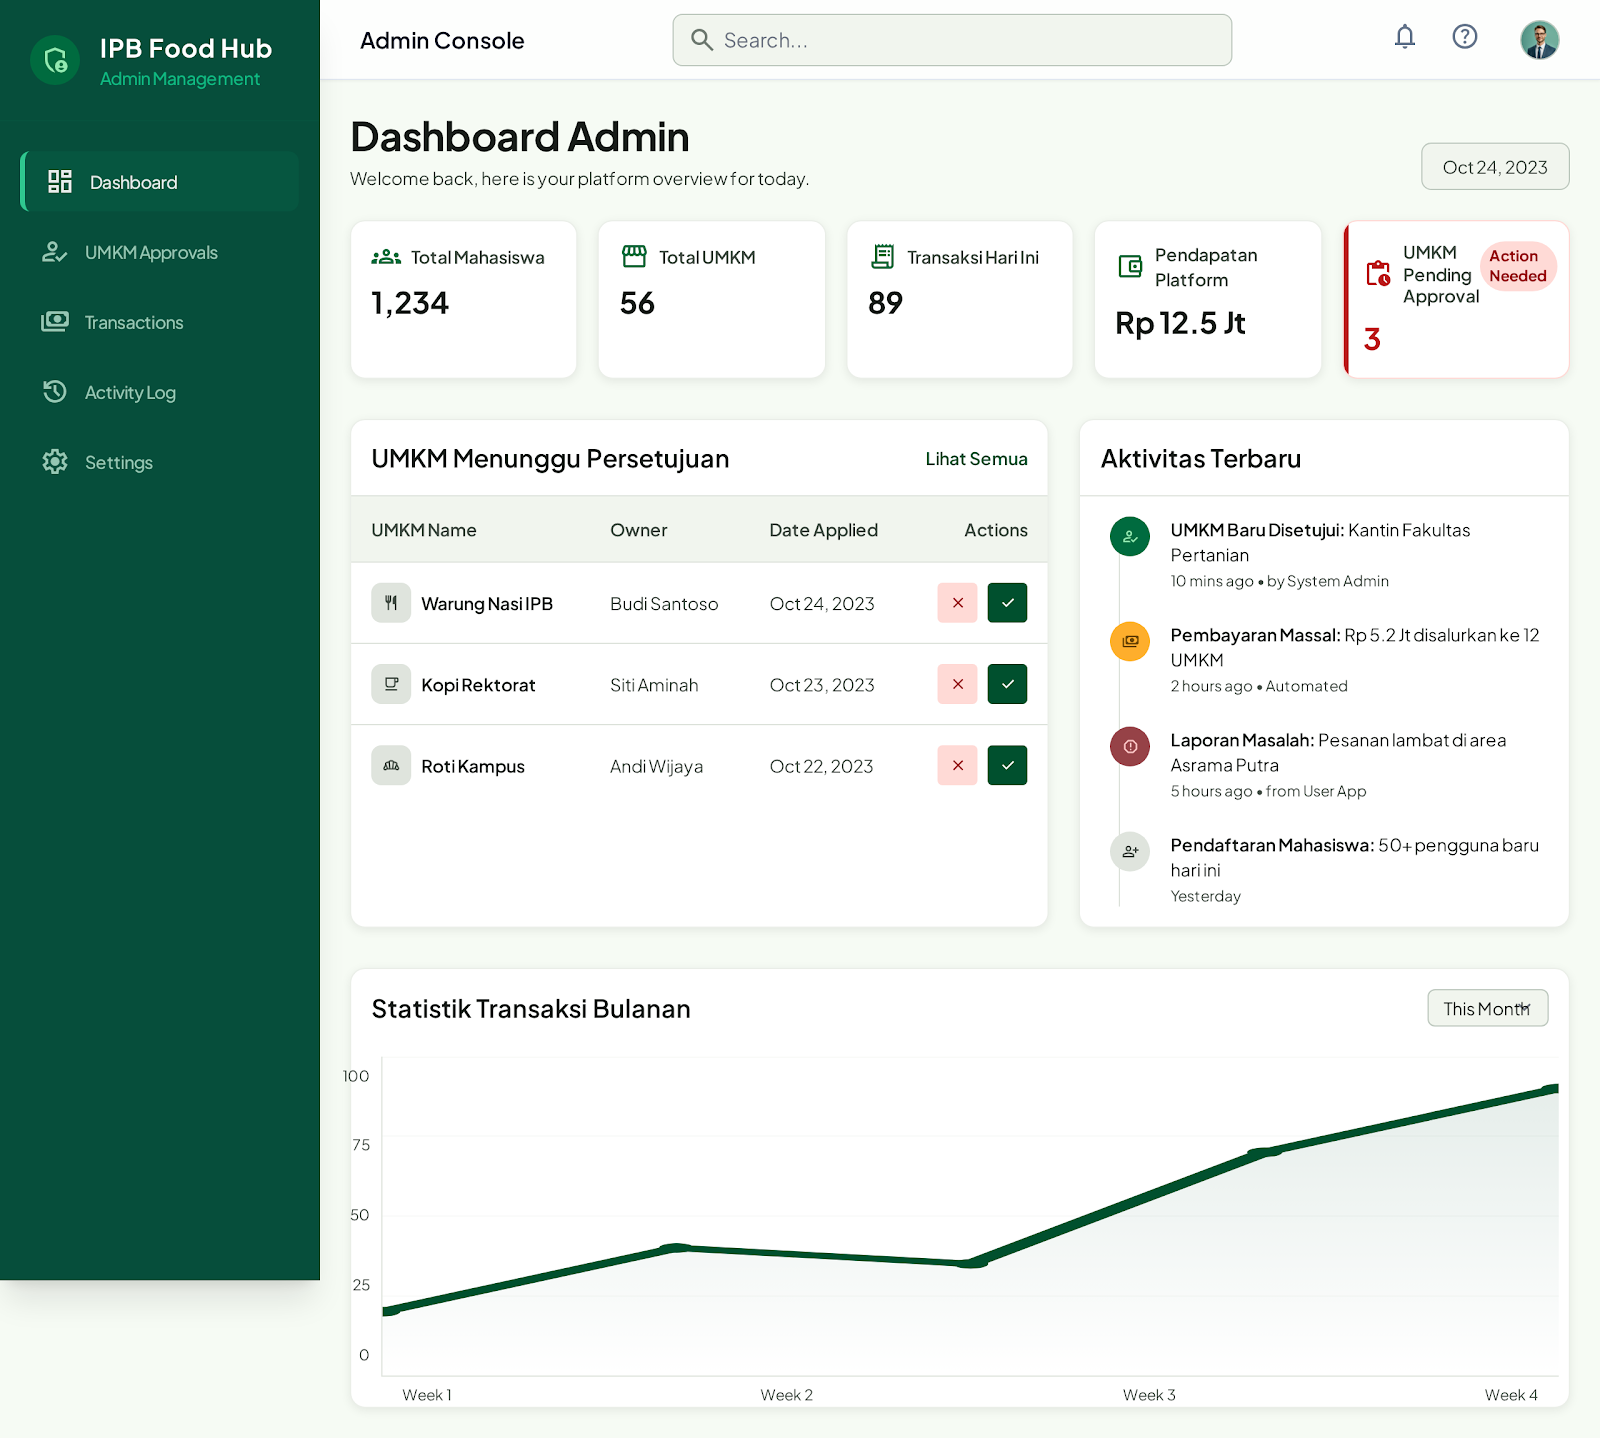 IPB Food Hub
Admin Management
Dashboard
UMKM Approvals
Transactions
Activity Log
Settings
Admin Console
Search...
Dashboard Admin
Welcome back, here is your platform overview for today.
Oct 24, 2023
Total Mahasiswa
1,234
Total UMKM
56
Transaksi Hari Ini
89
Pendapatan
Platform
Rp 12.5 Jt
UMKM
Pending
Approval
Action
Needed
3
UMKM Menunggu Persetujuan
Lihat Semua
UMKM Name Owner Date Applied Actions
Warung Nasi IPB Budi Santoso Oct 24, 2023
Kopi Rektorat Siti Aminah Oct 23, 2023
Roti Kampus Andi Wijaya Oct 22, 2023
Aktivitas Terbaru
UMKM Baru Disetujui: Kantin Fakultas
Pertanian
10 mins ago • by System Admin
Pembayaran Massal: Rp 5.2 Jt disalurkan ke 12
UMKM
2 hours ago • Automated
Laporan Masalah: Pesanan lambat di area
Asrama Putra
5 hours ago • from User App
Pendaftaran Mahasiswa: 50+ pengguna baru
hari ini
Yesterday
Statistik Transaksi Bulanan
This Month
100
75
50
25
0
Week 1 Week 2 Week 3 Week 4